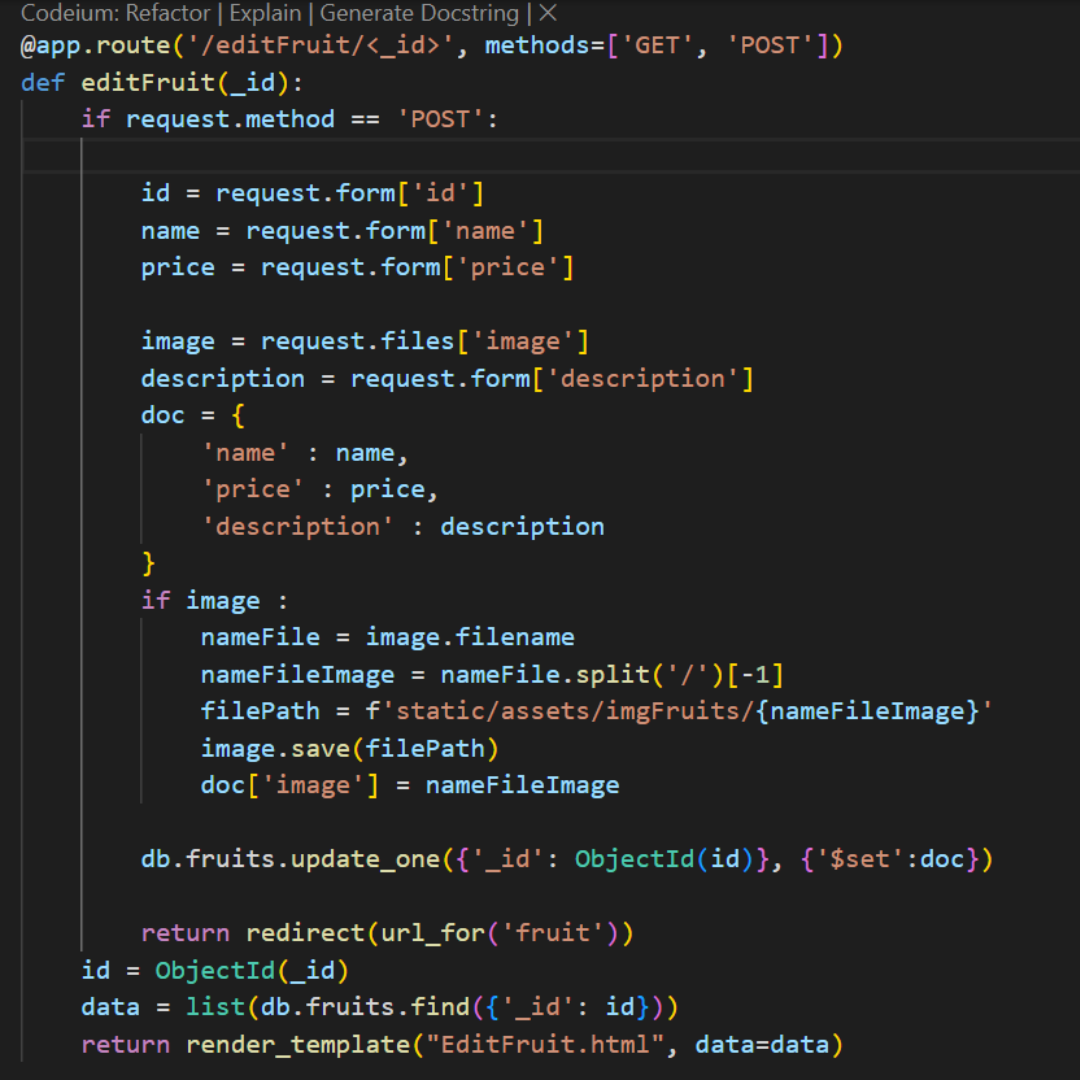 Codeium: Refactor | Explain | Generate Docstring | ✕
@app.route('/editFruit/<_id>', methods=['GET', 'POST'])
def editFruit(_id):
    if request.method == 'POST':

        id = request.form['id']
        name = request.form['name']
        price = request.form['price']

        image = request.files['image']
        description = request.form['description']
        doc = {
            'name' : name,
            'price' : price,
            'description' : description
        }
        if image :
            nameFile = image.filename
            nameFileImage = nameFile.split('/')[-1]
            filePath = f'static/assets/imgFruits/{nameFileImage}'
            image.save(filePath)
            doc['image'] = nameFileImage

        db.fruits.update_one({'_id': ObjectId(id)}, {'$set':doc})

        return redirect(url_for('fruit'))
    id = ObjectId(_id)
    data = list(db.fruits.find({'_id': id}))
    return render_template("EditFruit.html", data=data)